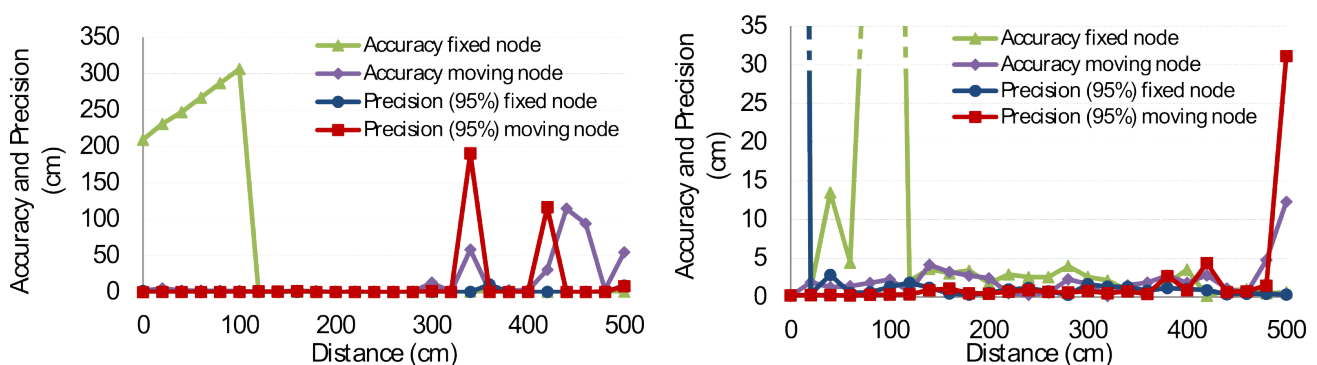 Accuracy and Precision
(cm)
350
300
250
200
150
100
50
0
Accuracy fixed node
Accuracy moving node
Precision (95%) fixed node
Precision (95%) moving node
0 100 200 300 400 500
Distance (cm)
Accuracy and Precision
(cm)
35
30
25
20
15
10
5
0
Accuracy fixed node
Accuracy moving node
Precision (95%) fixed node
Precision (95%) moving node
0 100 200 300 400 500
Distance (cm)